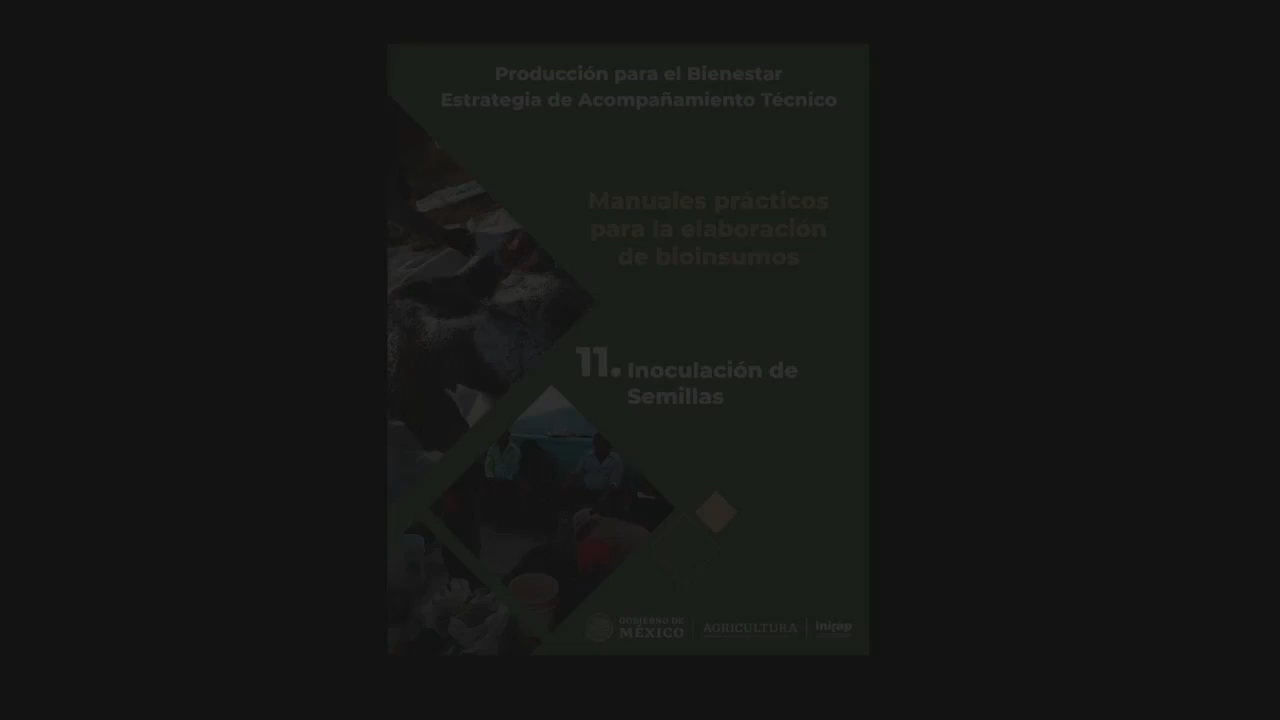 Producción para el Bienestar
Estrategia de Acompañamiento Técnico
Manuales prácticos
para la elaboración
de bioinsumos
11. Inoculación de
Semillas
GOBIERNO DE
MÉXICO
AGRICULTURA
inifap